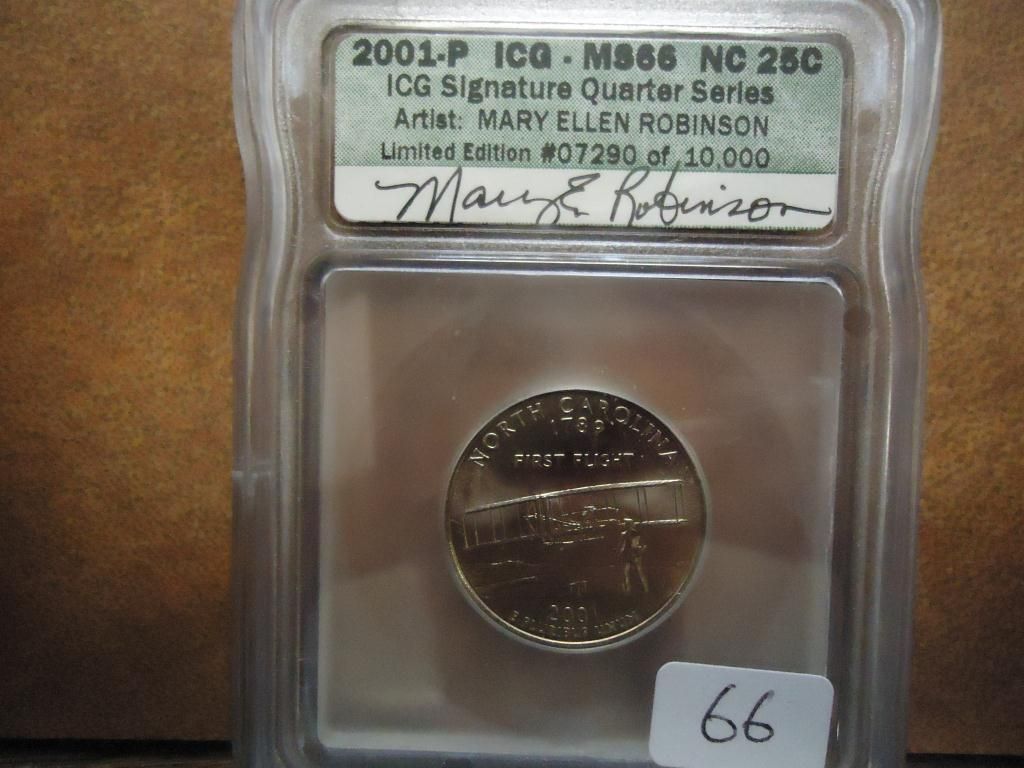 2001-P ICG - MS66 NC 25C
ICG Signature Quarter Series
Artist: MARY ELLEN ROBINSON
Limited Edition #07290 of 10,000
Mary E Robinson
NORTH CAROLINA
1789
FIRST FLIGHT
2001
E PLURIBUS UNUM
66